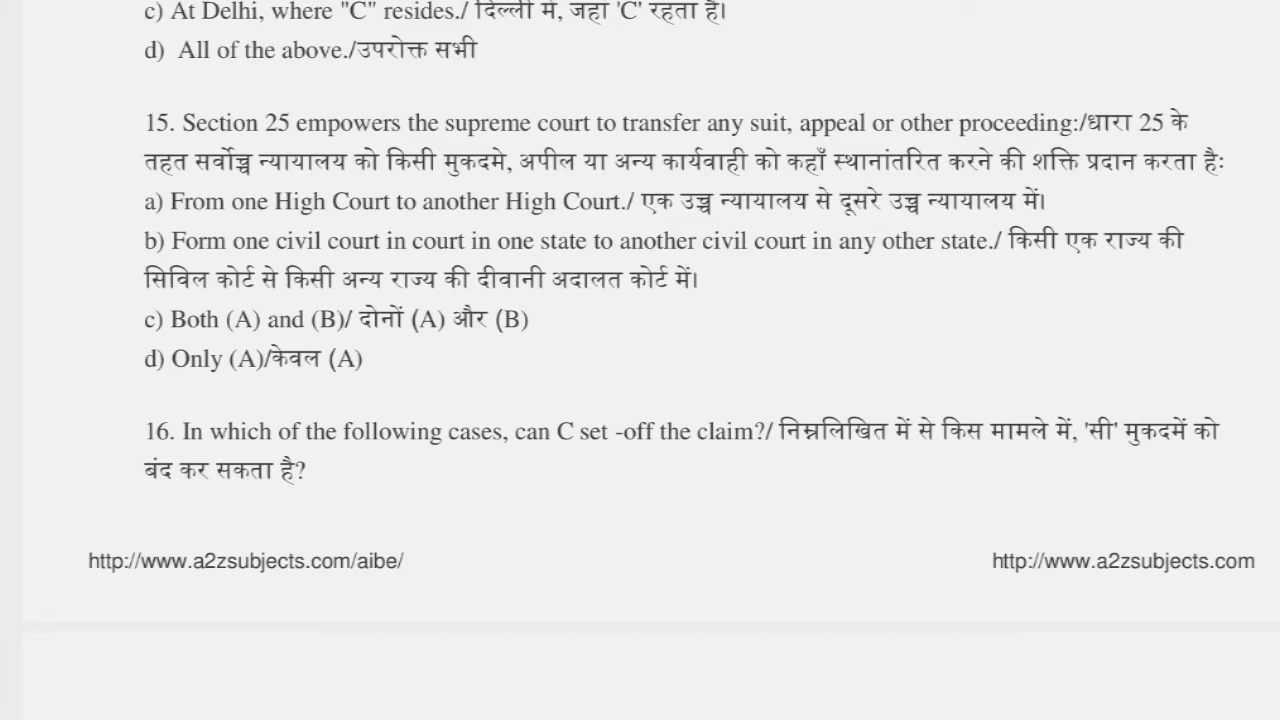 c) At Delhi, where "C" resides./ दिल्ली में, जहां 'C' रहता है।
d) All of the above./उपरोक्त सभी
15. Section 25 empowers the supreme court to transfer any suit, appeal or other proceeding:/धारा 25 के
तहत सर्वोच्च न्यायालय को किसी मुकदमे, अपील या अन्य कार्यवाही को कहाँ स्थानांतरित करने की शक्ति प्रदान करता है:
a) From one High Court to another High Court./ एक उच्च न्यायालय से दूसरे उच्च न्यायालय में।
b) Form one civil court in court in one state to another civil court in any other state./ किसी एक राज्य की
सिविल कोर्ट से किसी अन्य राज्य की दीवानी अदालत कोर्ट में।
c) Both (A) and (B)/ दोनों (A) और (B)
d) Only (A)/केवल (A)
16. In which of the following cases, can C set -off the claim?/ निम्नलिखित में से किस मामले में, 'सी' मुकदमें को
बंद कर सकता है?
http://www.a2zsubjects.com/aibe/ http://www.a2zsubjects.com